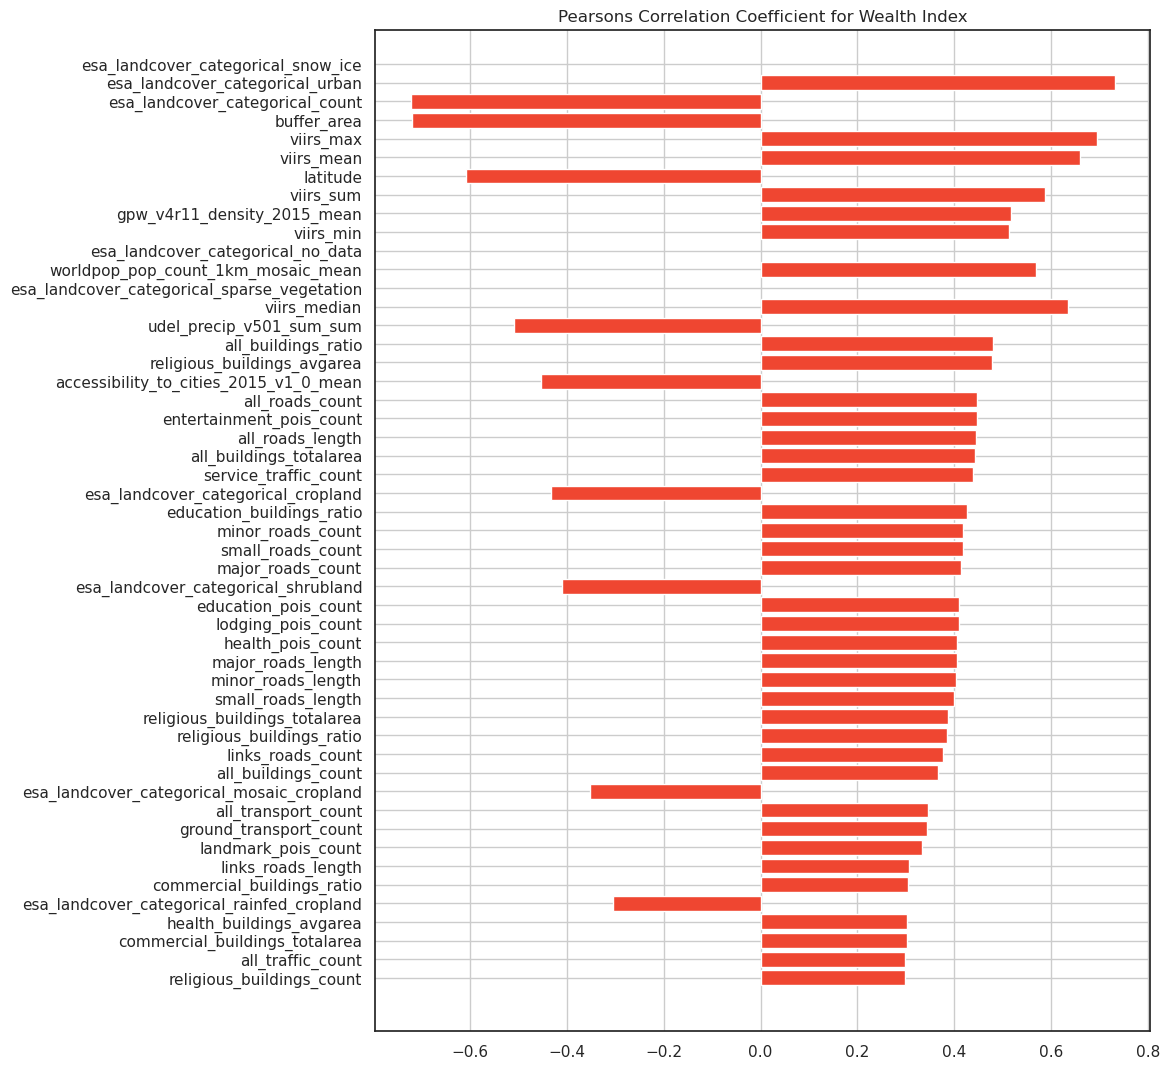 Pearsons Correlation Coefficient for Wealth Index
esa_landcover_categorical_snow_ice
esa_landcover_categorical_urban
esa_landcover_categorical_count
buffer_area
viirs_max
viirs_mean
latitude
viirs_sum
gpw_v4r11_density_2015_mean
viirs_min
esa_landcover_categorical_no_data
worldpop_pop_count_1km_mosaic_mean
esa_landcover_categorical_sparse_vegetation
viirs_median
udel_precip_v501_sum_sum
all_buildings_ratio
religious_buildings_avgarea
accessibility_to_cities_2015_v1_0_mean
all_roads_count
entertainment_pois_count
all_roads_length
all_buildings_totalarea
service_traffic_count
esa_landcover_categorical_cropland
education_buildings_ratio
minor_roads_count
small_roads_count
major_roads_count
esa_landcover_categorical_shrubland
education_pois_count
lodging_pois_count
health_pois_count
major_roads_length
minor_roads_length
small_roads_length
religious_buildings_totalarea
religious_buildings_ratio
links_roads_count
all_buildings_count
esa_landcover_categorical_mosaic_cropland
all_transport_count
ground_transport_count
landmark_pois_count
links_roads_length
commercial_buildings_ratio
esa_landcover_categorical_rainfed_cropland
health_buildings_avgarea
commercial_buildings_totalarea
all_traffic_count
religious_buildings_count
−0.6 −0.4 −0.2 0.0 0.2 0.4 0.6 0.8